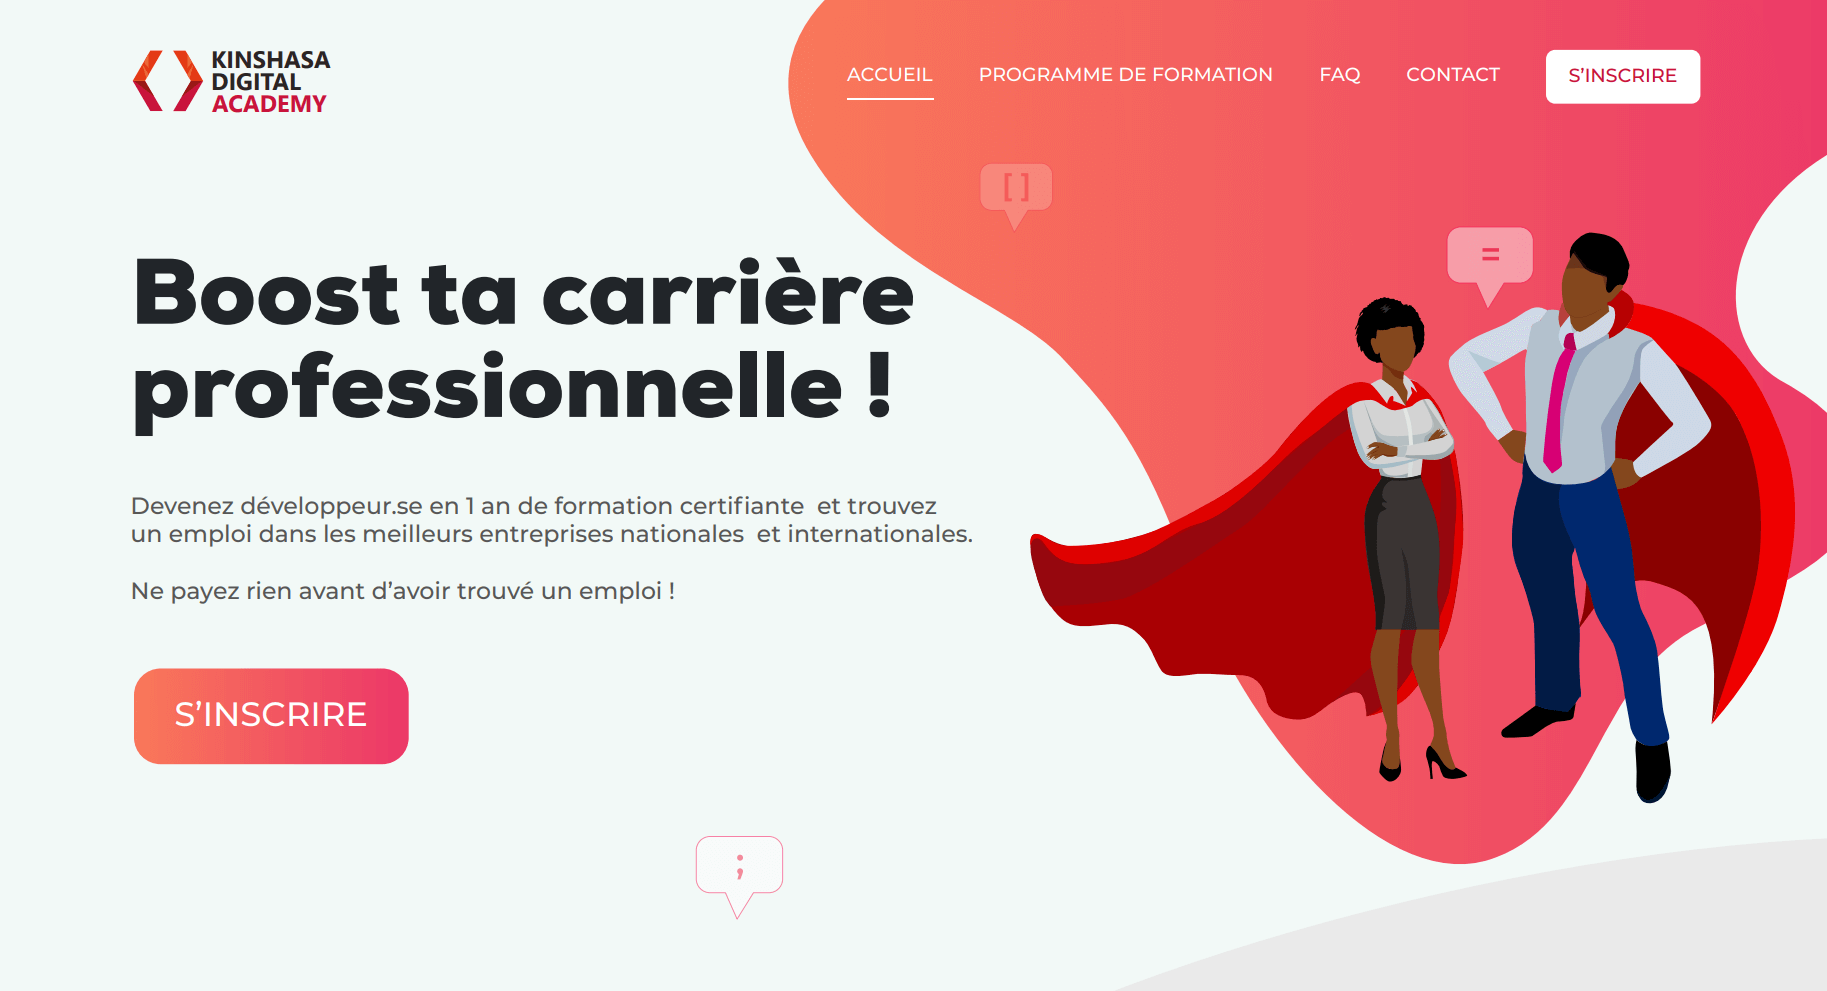 KINSHASA
DIGITAL
ACADEMY
ACCUEIL
PROGRAMME DE FORMATION
FAQ
CONTACT
S’INSCRIRE
[ ]
=
Boost ta carrière
professionnelle !
Devenez développeur.se en 1 an de formation certifiante  et trouvez
un emploi dans les meilleurs entreprises nationales  et internationales.
Ne payez rien avant d’avoir trouvé un emploi !
S’INSCRIRE
;